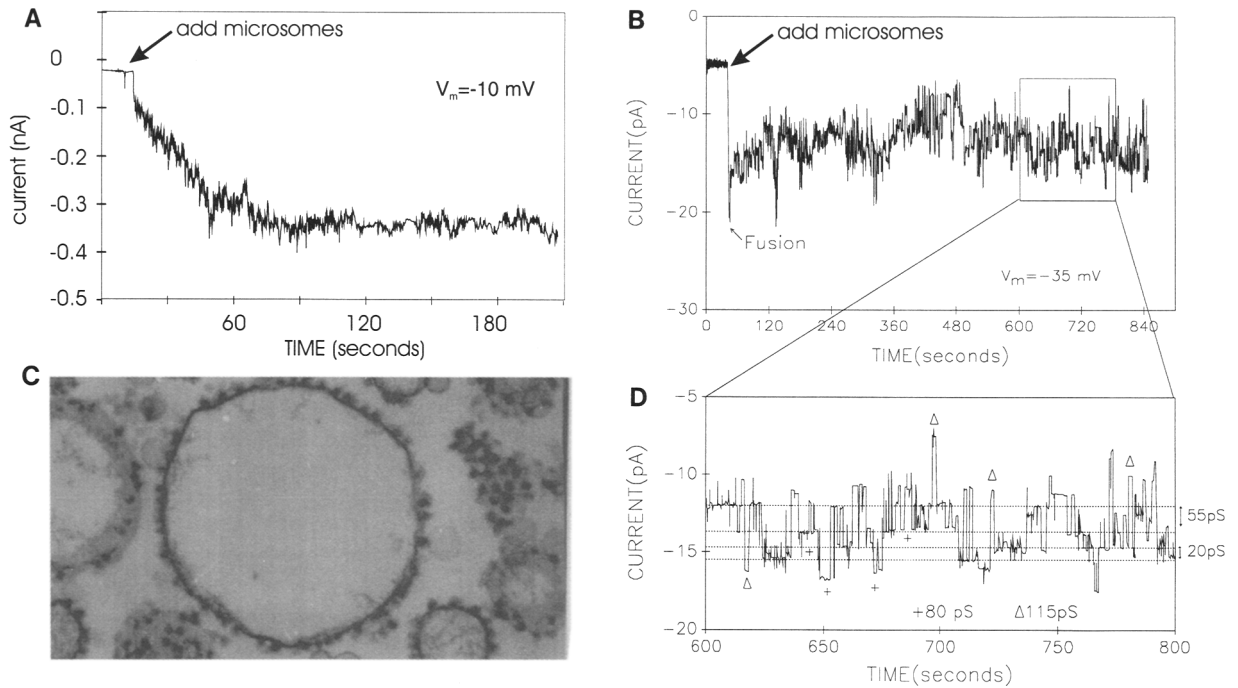 A
add microsomes
0
-0.1
-0.2
-0.3
-0.4
-0.5
current (nA)
Vm=-10 mV
60
120
180
TIME (seconds)
B
add microsomes
0
-10
-20
-30
CURRENT(pA)
Fusion
Vm=-35 mV
0
120
240
360
480
600
720
840
TIME(seconds)
C
D
-5
-10
-15
-20
CURRENT(pA)
Δ
Δ
Δ
Δ
+
+
+
+
55pS
20pS
+80 pS
Δ115pS
600
650
700
750
800
TIME(seconds)